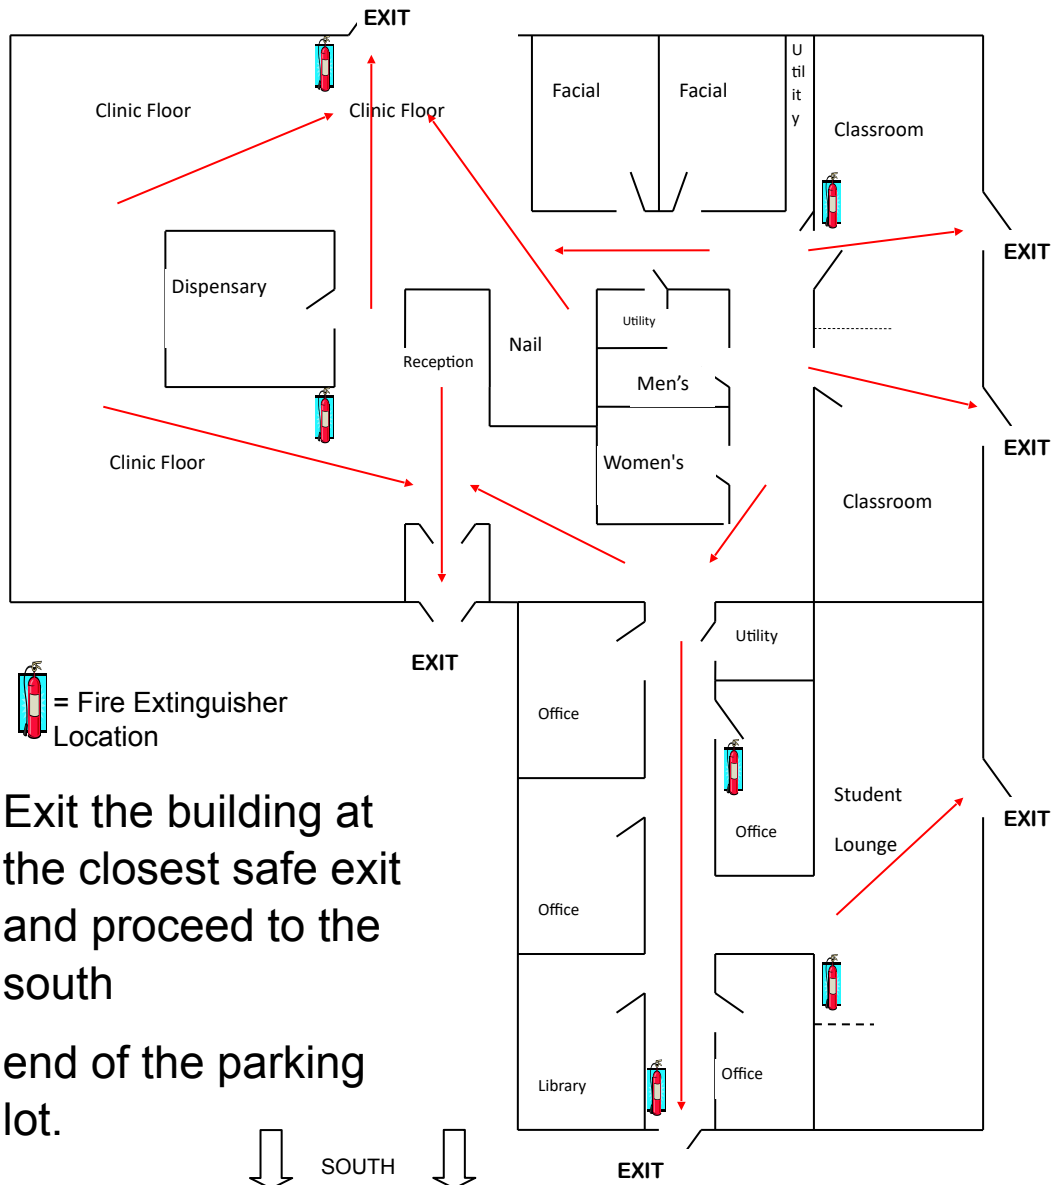 EXIT
U
til
it
y
Facial
Facial
Clinic Floor
Clinic Floor
Classroom
EXIT
Dispensary
Utility
Nail
Reception
Men's
EXIT
Clinic Floor
Women's
Classroom
Utility
EXIT
= Fire Extinguisher
Location
Office
Student
Lounge
EXIT
Office
Exit the building at
the closest safe exit
and proceed to the
south
Office
end of the parking
lot.
Library
Office
SOUTH
EXIT